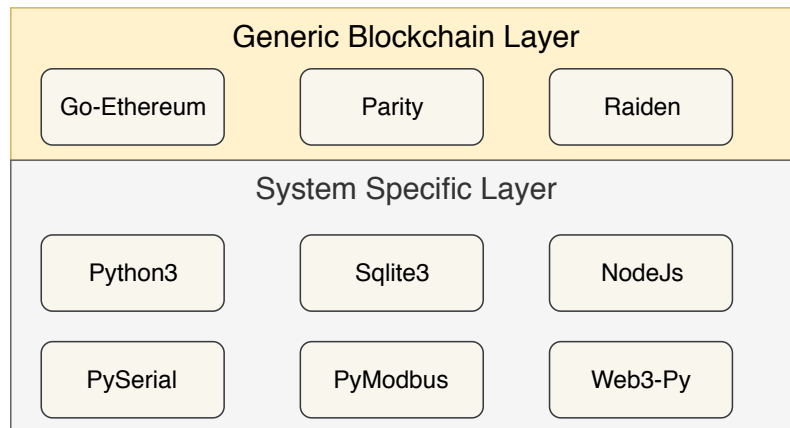 Generic Blockchain Layer
Go-Ethereum
Parity
Raiden
System Specific Layer
Python3
Sqlite3
NodeJs
PySerial
PyModbus
Web3-Py